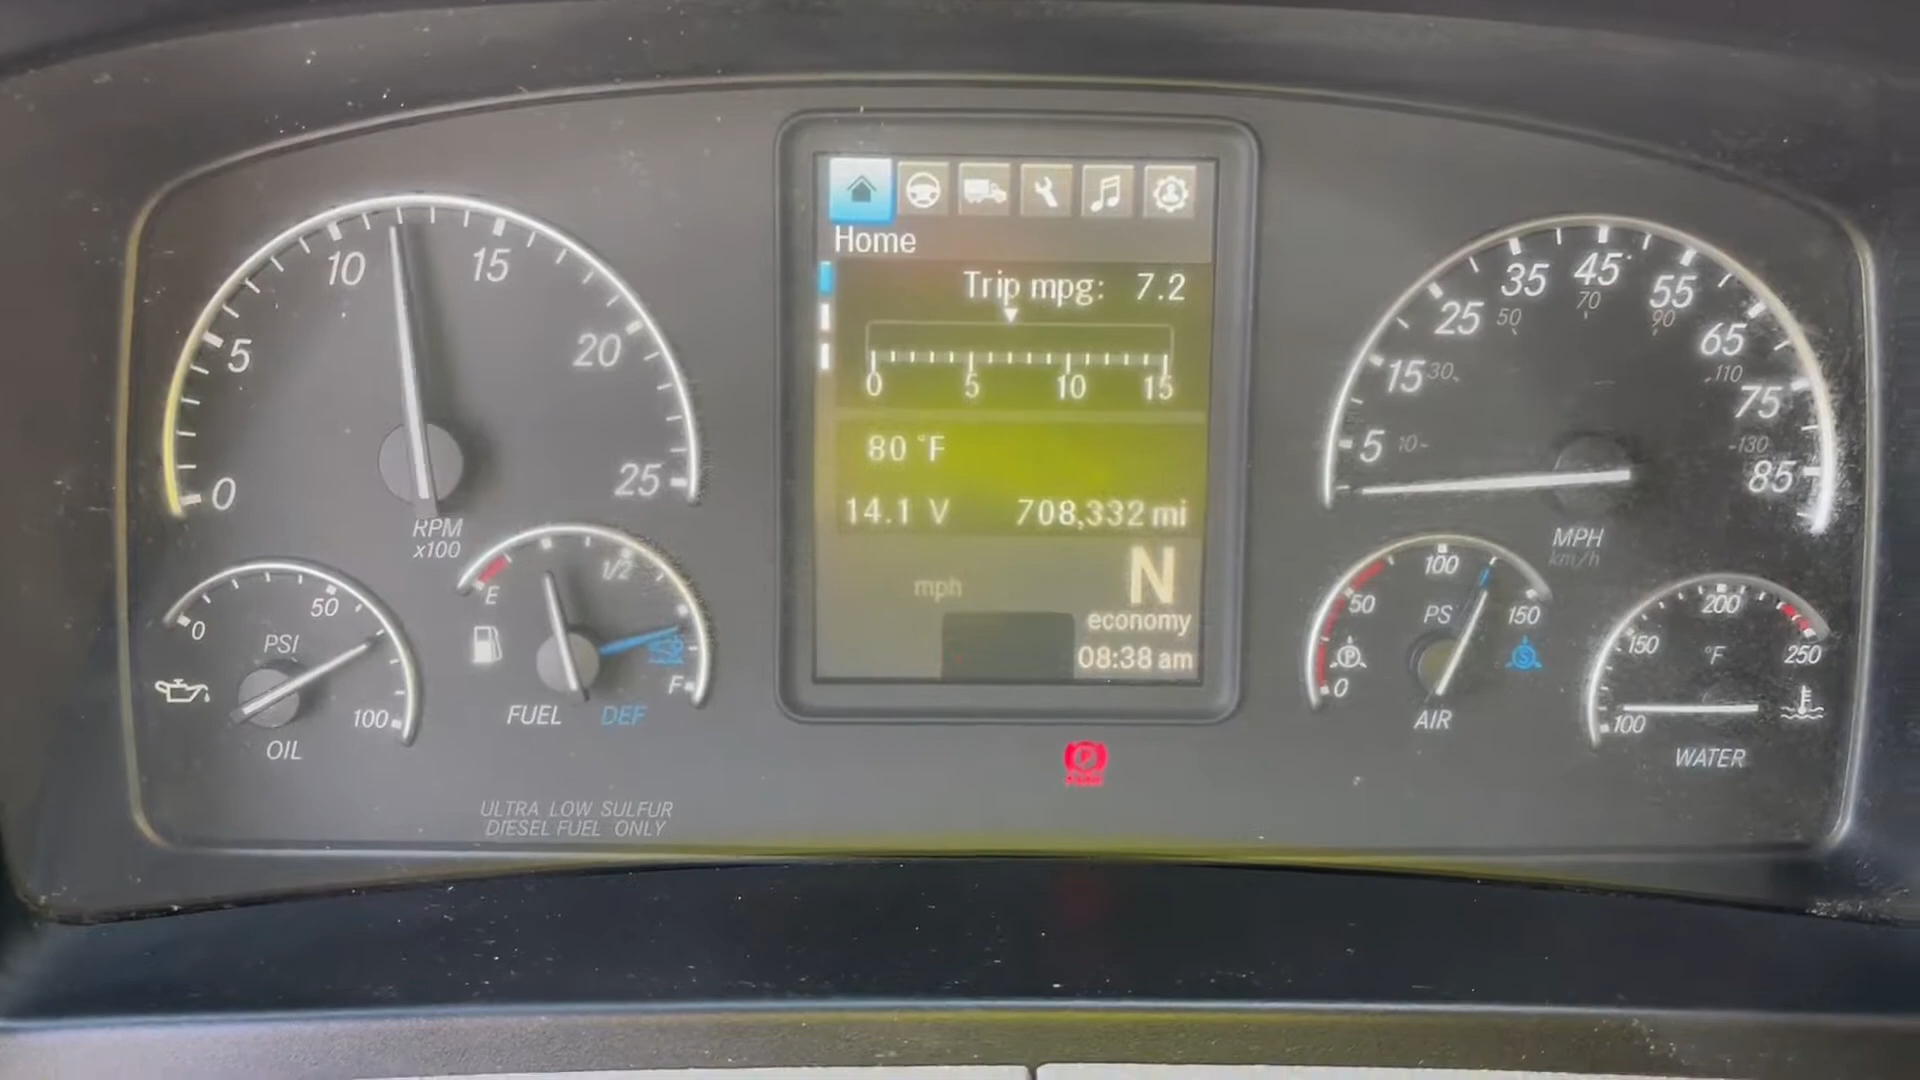 Home
Trip mpg: 7.2
0 5 10 15
80 °F
14.1 V 708,332 mi
mph N
economy
08:38 am
0 5 10 15 20 25
RPM
x100
0 50 100
PSI
OIL
E 1/2 F
FUEL DEF
ULTRA LOW SULFUR
DIESEL FUEL ONLY
5 15 25 35 45 55 65 75 85
10 30 50 70 90 110 130
MPH
km/h
0 50 100 150
PS
P
S
AIR
100 150 200 250
°F
WATER
P